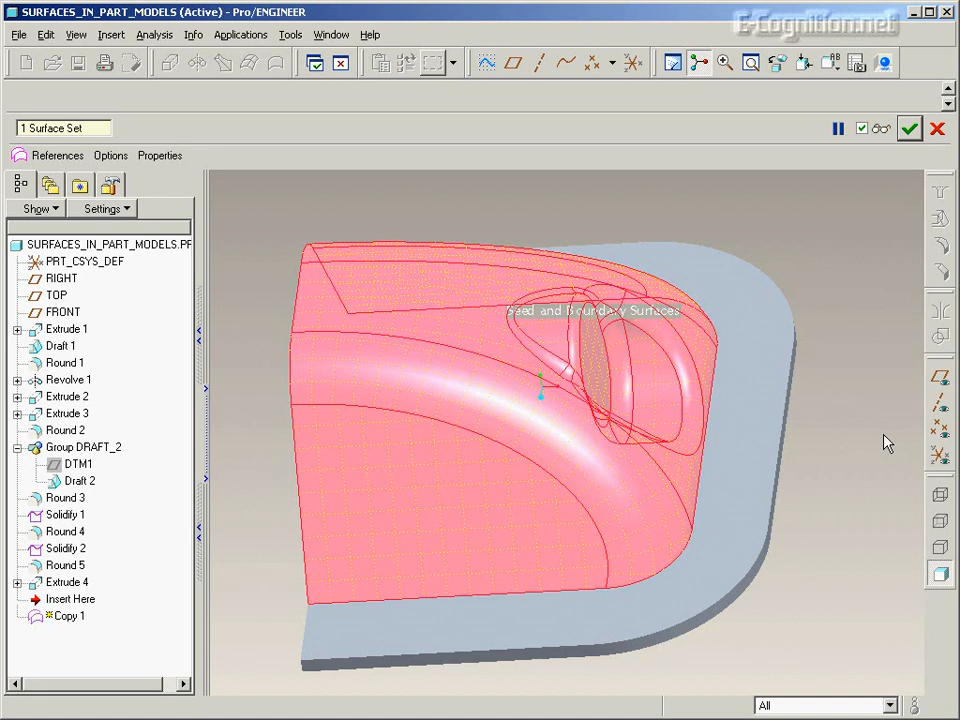 SURFACES_IN_PART_MODELS (Active) - Pro/ENGINEER
E-Cognition.net
File Edit View Insert Analysis Info Applications Tools Window Help
1 Surface Set
References Options Properties
Show Settings
SURFACES_IN_PART_MODELS.PR
PRT_CSYS_DEF
RIGHT
TOP
FRONT
Extrude 1
Draft 1
Round 1
Revolve 1
Extrude 2
Extrude 3
Round 2
Group DRAFT_2
DTM1
Draft 2
Round 3
Solidify 1
Round 4
Solidify 2
Round 5
Extrude 4
Insert Here
Copy 1
Seed and Boundary Surfaces
All